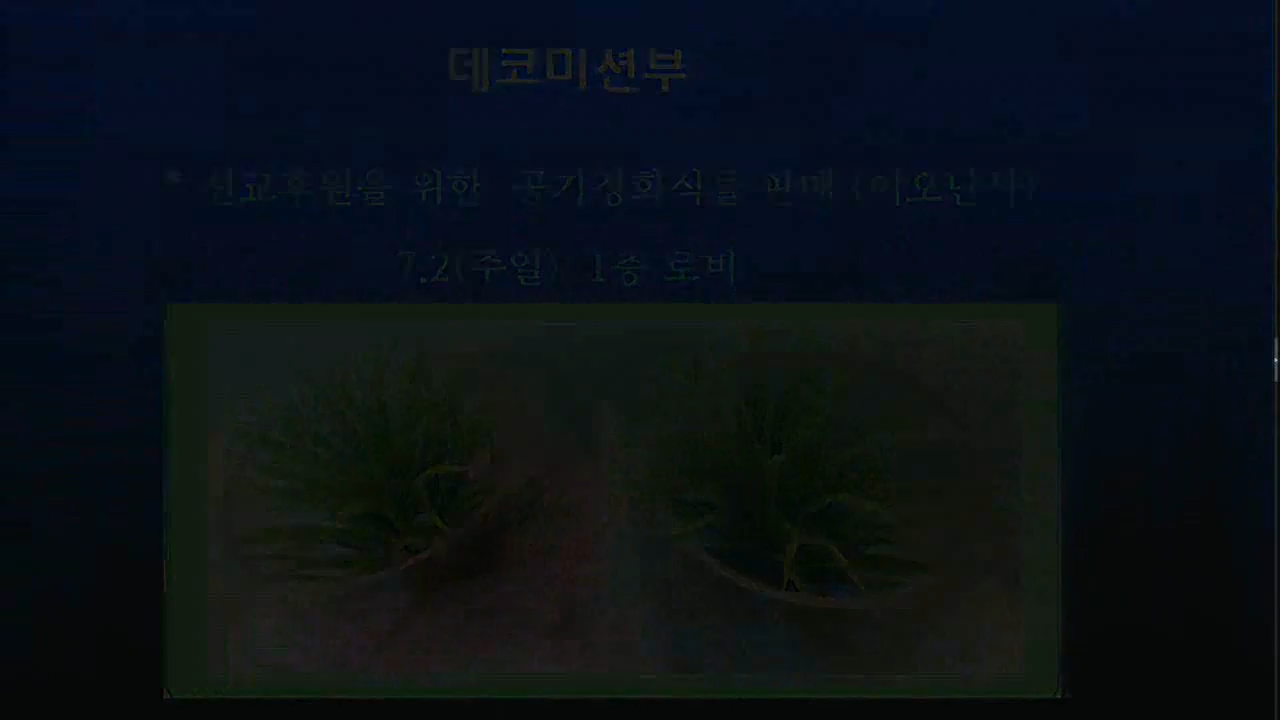 데코미션부
* 선교후원을 위한 공기정화식물 판매 (이오난사)
7.2(주일) 1층 로비